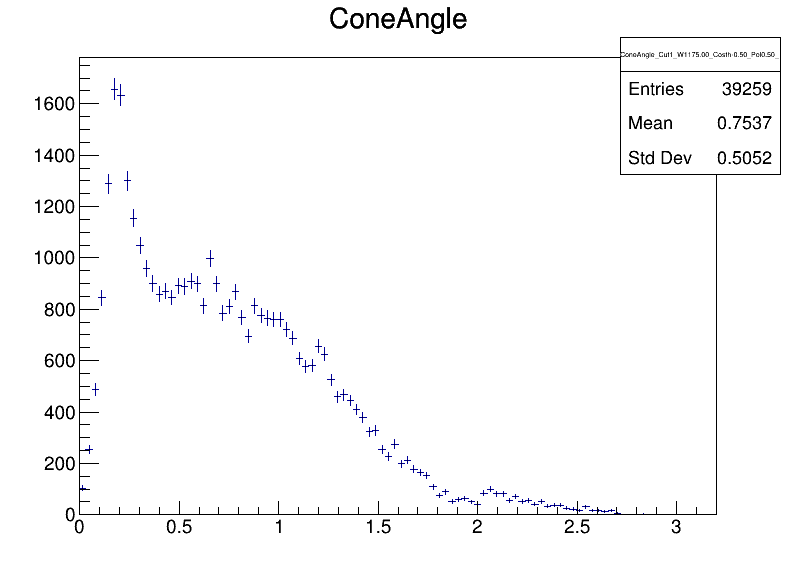 ConeAngle
ConeAngle_Cut1_W1175.00_Costh-0.50_Pol0.50_
Entries 39259
Mean 0.7537
Std Dev 0.5052
1600
1400
1200
1000
800
600
400
200
0
0 0.5 1 1.5 2 2.5 3